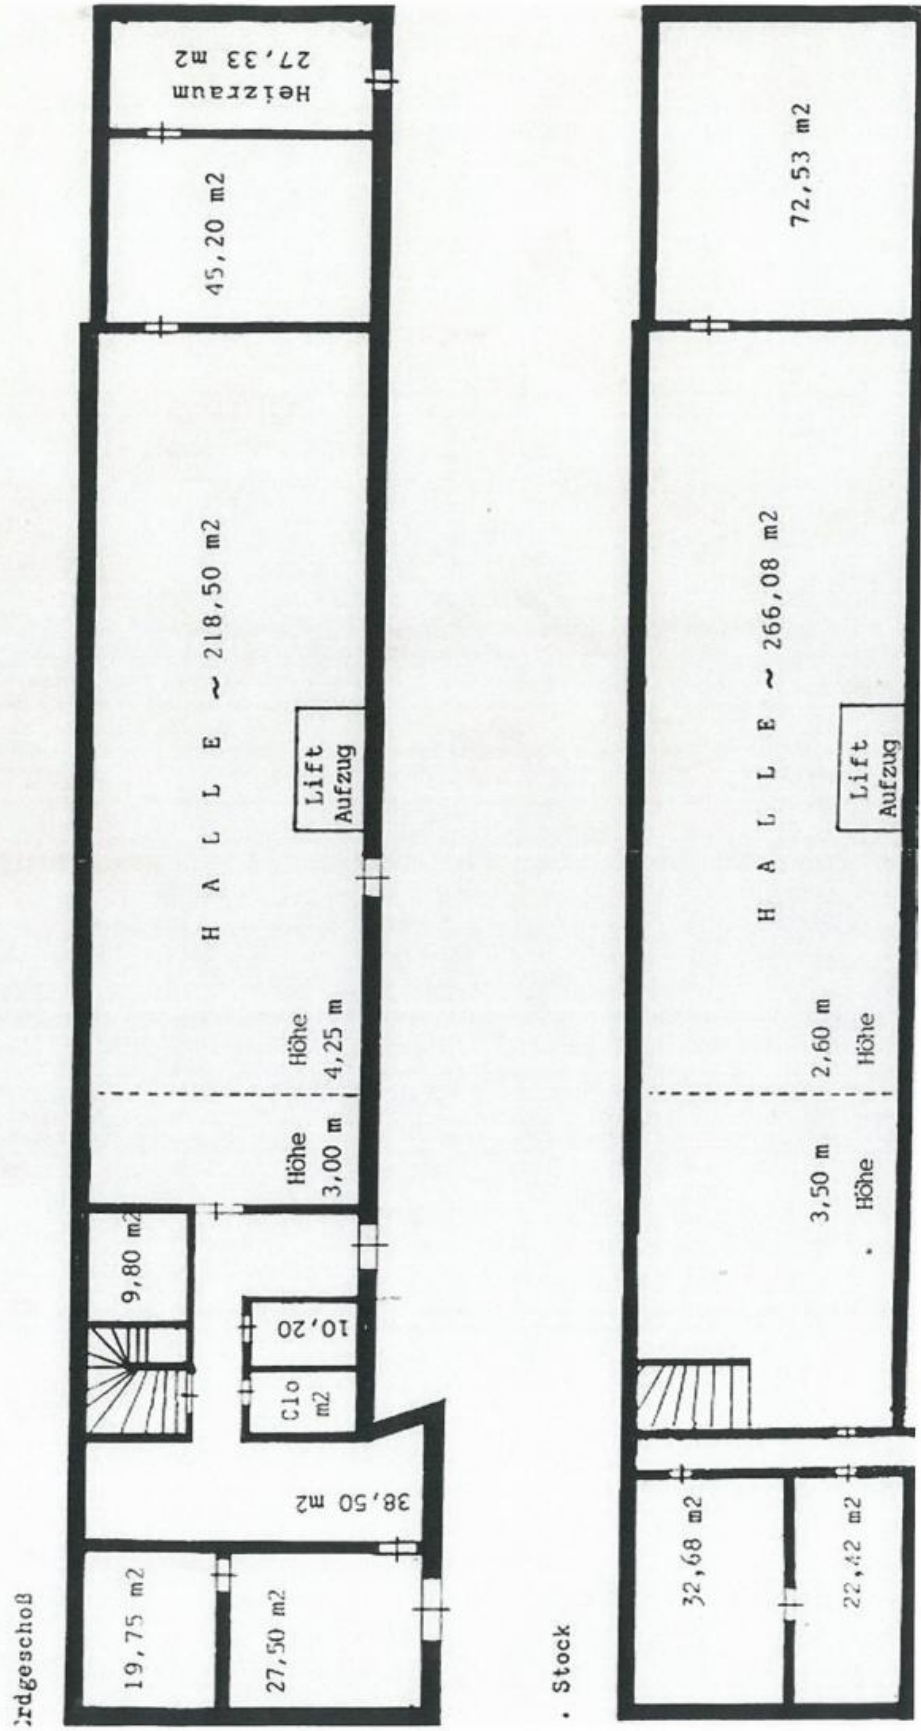 :rdgeschoß
19,75 m2
27,50 m2
38,50 m2
9,80 m2
Clo
m2
10,20
Höhe
3,00 m
Höhe
4,25 m
H A L L E ~ 218,50 m2
Lift
Aufzug
45,20 m2
Heizraum
27,33 m2
. Stock
32,68 m2
22,42 m2
3,50 m
Höhe
2,60 m
Höhe
H A L L E ~ 266,08 m2
Lift
Aufzug
72,53 m2